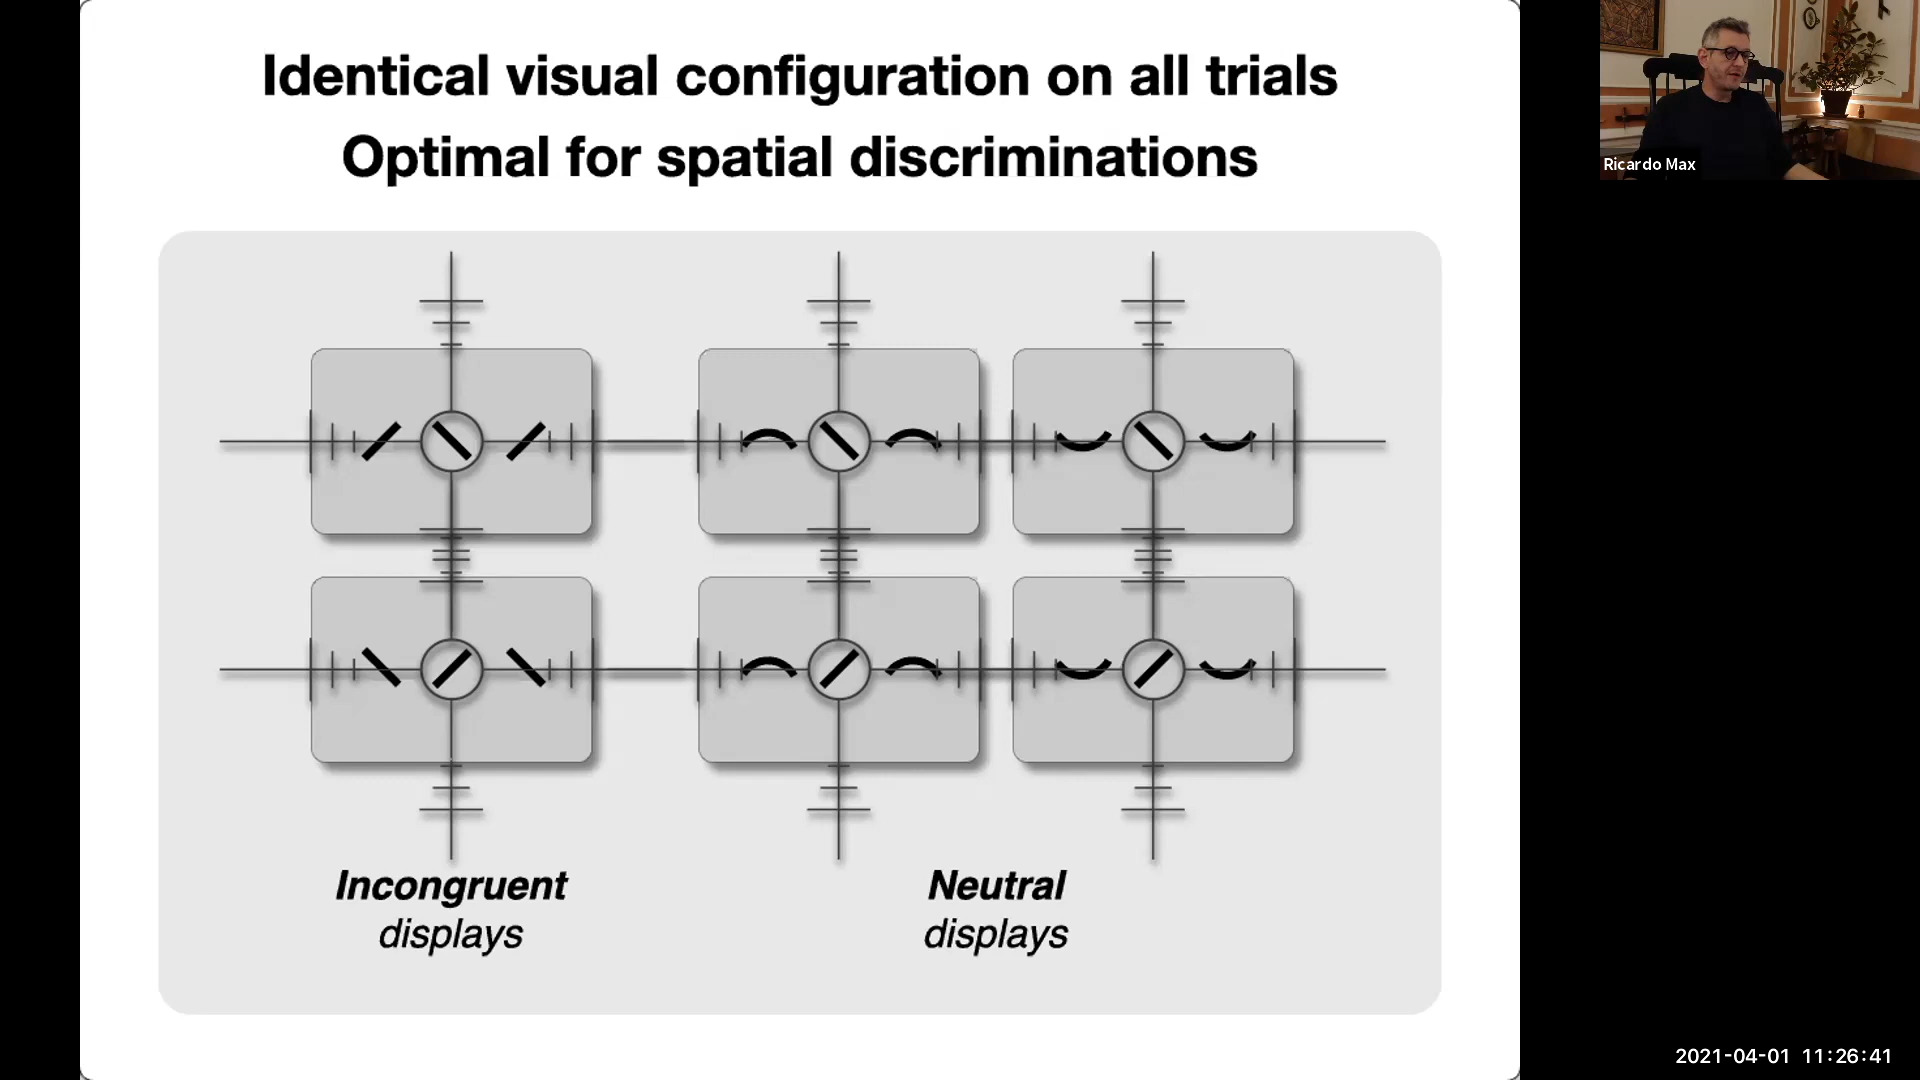 Identical visual configuration on all trials
Optimal for spatial discriminations
Incongruent
displays
Neutral
displays
Ricardo Max
2021-04-01 11:26:41